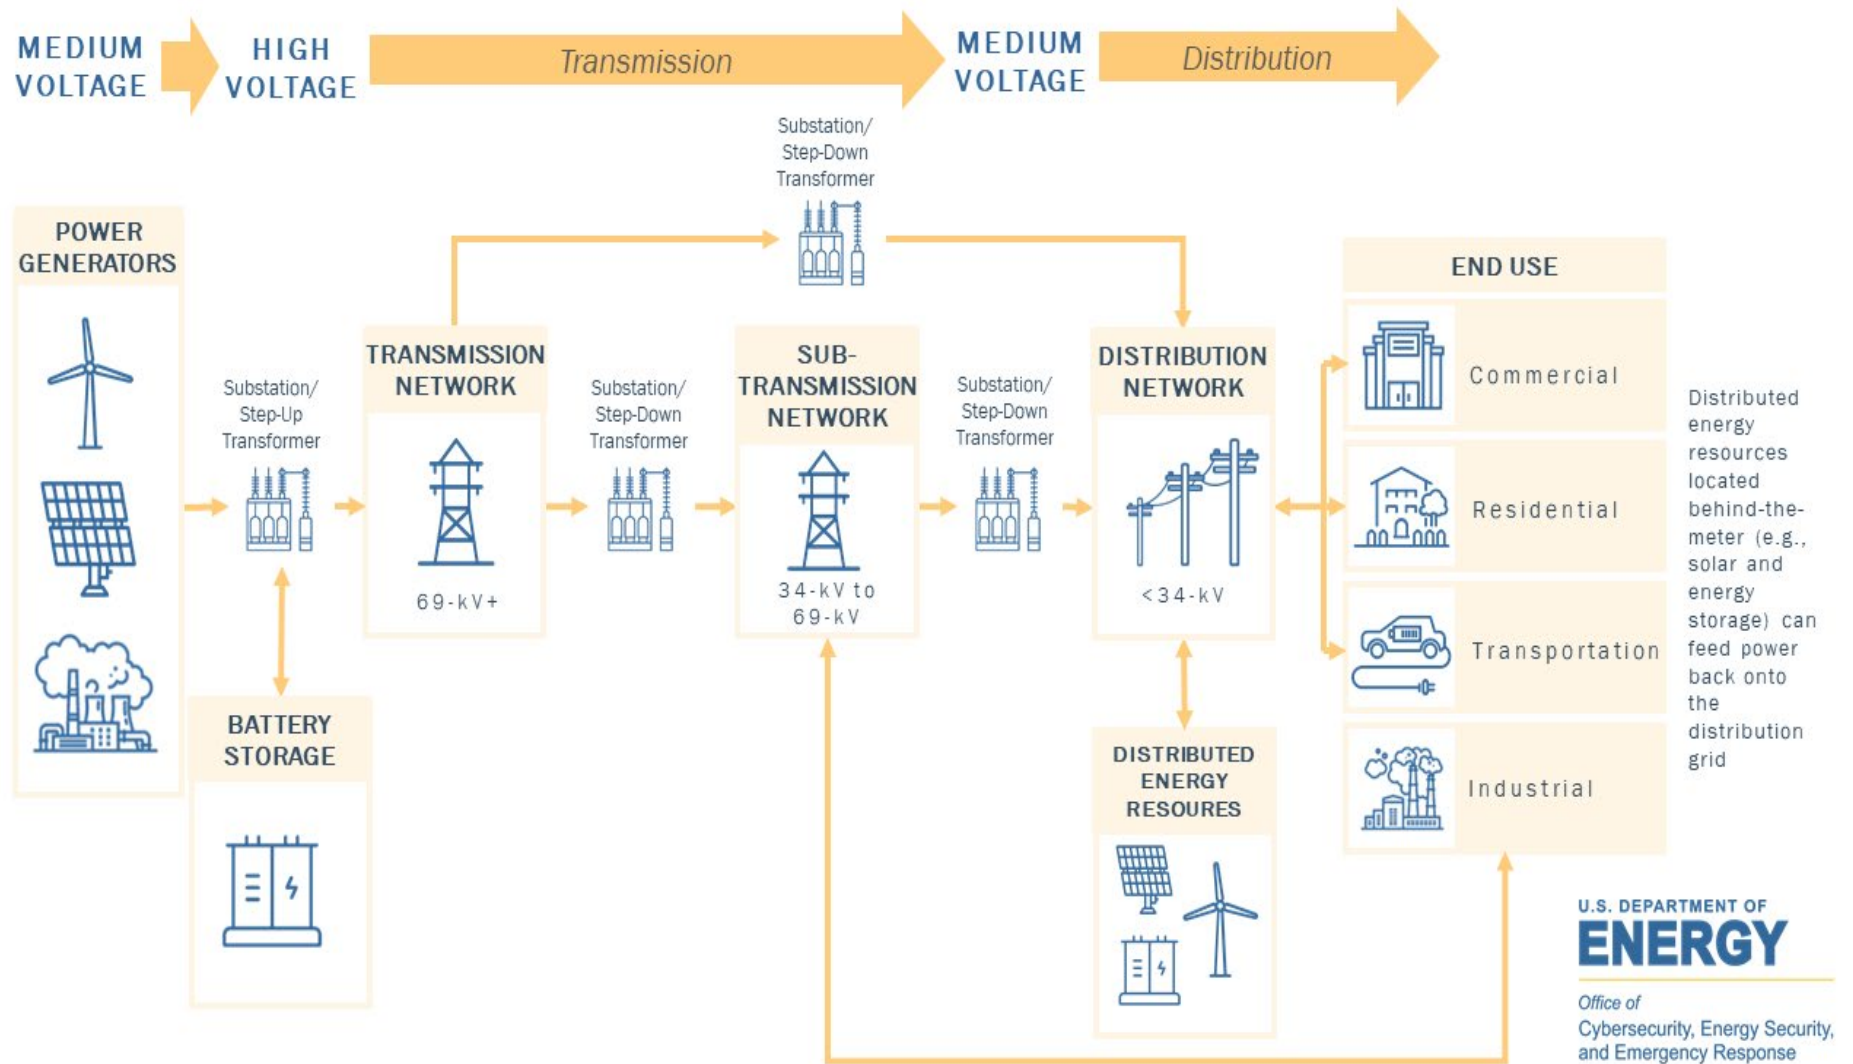 MEDIUM
VOLTAGE
HIGH
VOLTAGE
Transmission
MEDIUM
VOLTAGE
Distribution
Substation/
Step-Down
Transformer
POWER
GENERATORS
Substation/
Step-Up
Transformer
TRANSMISSION
NETWORK
69-kV+
Substation/
Step-Down
Transformer
SUB-
TRANSMISSION
NETWORK
34-kV to
69-kV
Substation/
Step-Down
Transformer
DISTRIBUTION
NETWORK
<34-kV
BATTERY
STORAGE
DISTRIBUTED
ENERGY
RESOURES
END USE
Commercial
Residential
Transportation
Industrial
Distributed
energy
resources
located
behind-the-
meter (e.g.,
solar and
energy
storage) can
feed power
back onto
the
distribution
grid
U.S. DEPARTMENT OF
ENERGY
Office of
Cybersecurity, Energy Security,
and Emergency Response